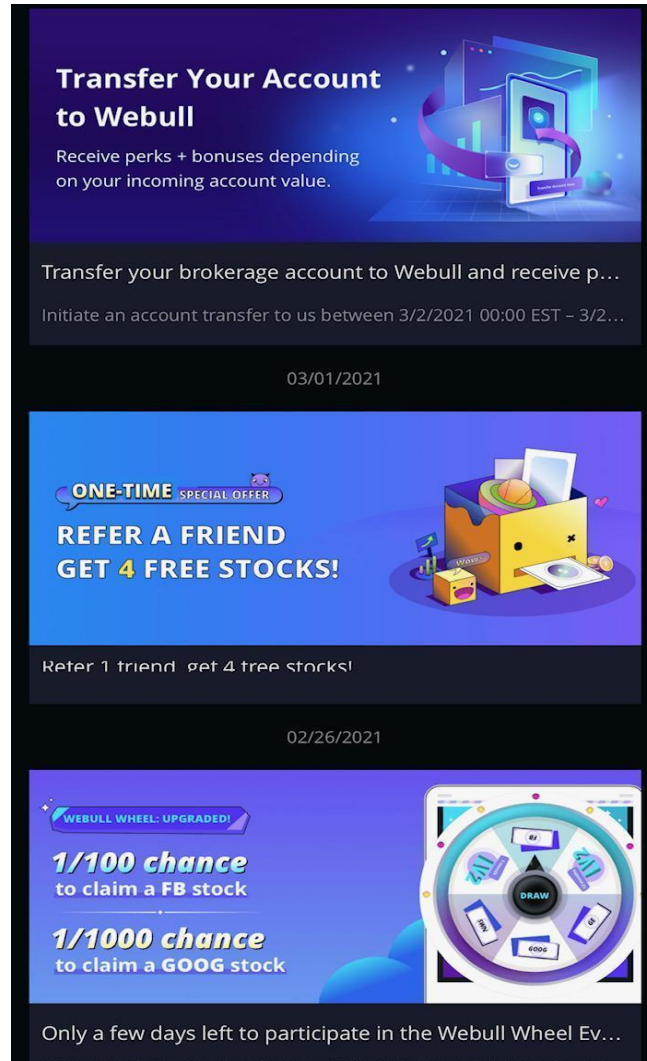 Transfer Your Account
to Webull
Receive perks + bonuses depending
on your incoming account value.
Transfer your brokerage account to Webull and receive p...
Initiate an account transfer to us between 3/2/2021 00:00 EST – 3/2...
03/01/2021
ONE-TIME SPECIAL OFFER
REFER A FRIEND
GET 4 FREE STOCKS!
Wow~
Refer 1 friend, get 4 free stocks!
02/26/2021
WEBULL WHEEL: UPGRADED!
1/100 chance
to claim a FB stock
1/1000 chance
to claim a GOOG stock
FB
DRAW
GE
GOOG
Only a few days left to participate in the Webull Wheel Ev...